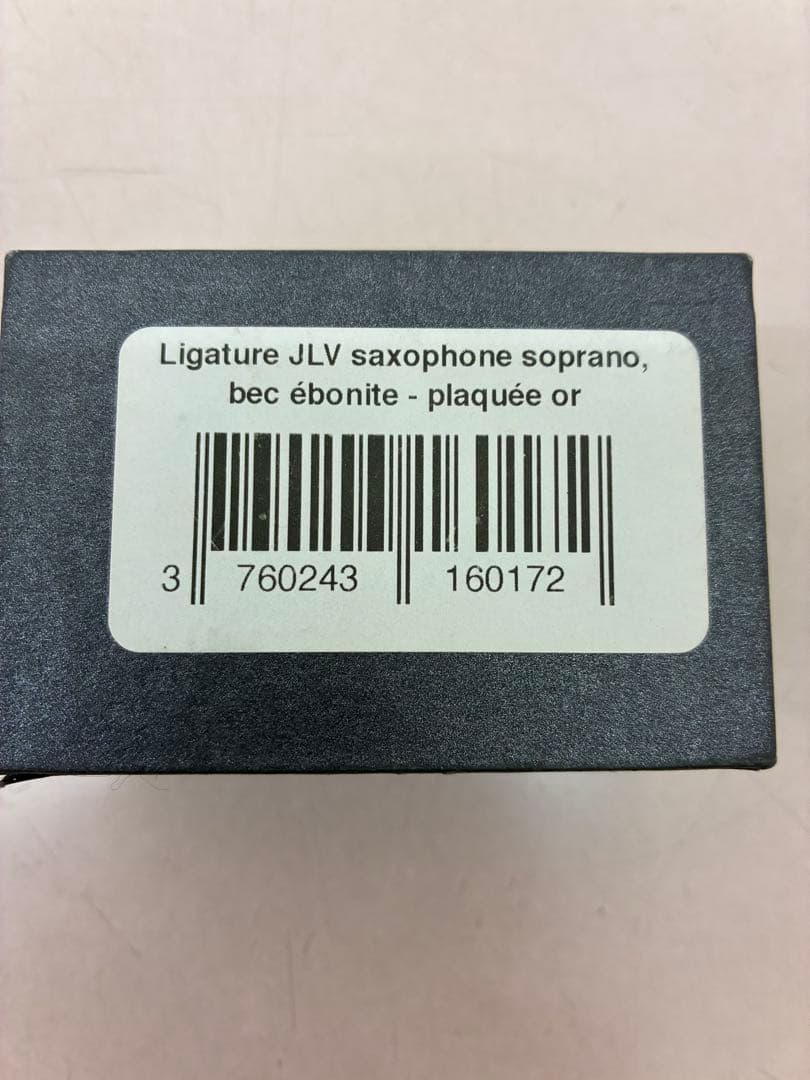 Ligature JLV saxophone soprano,
bec ébonite - plaquée or
3 760243 160172